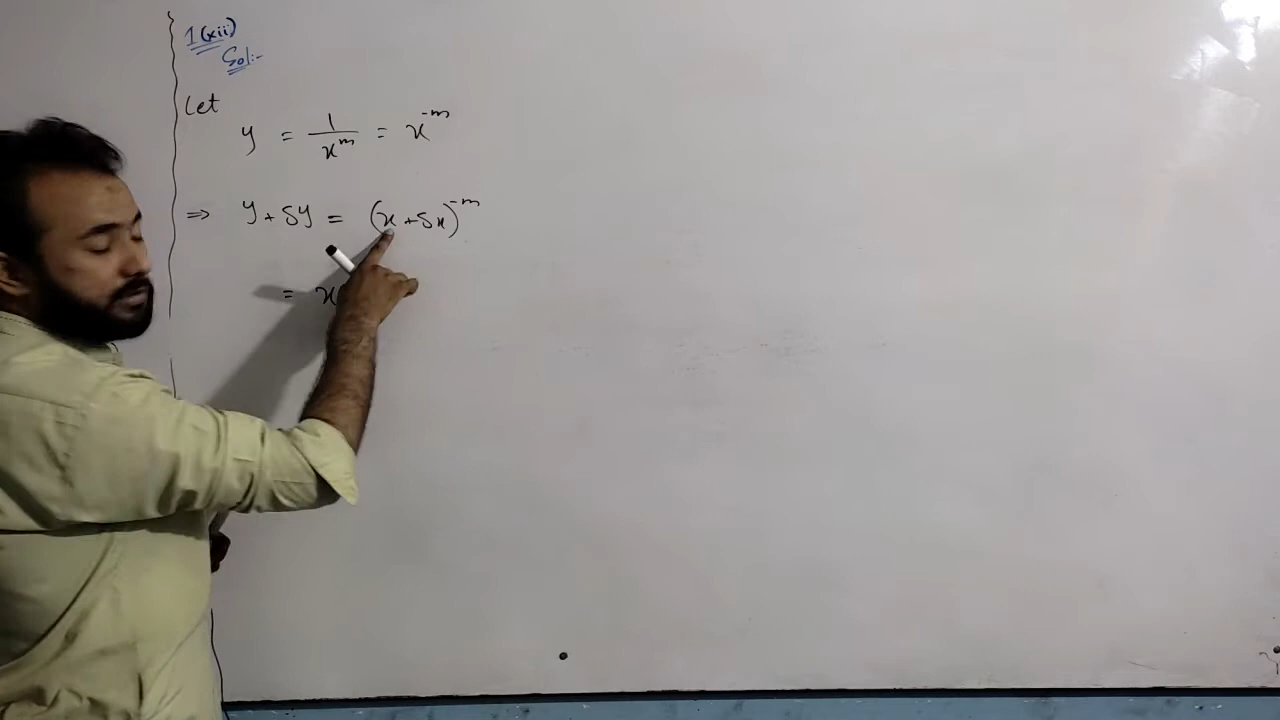 1(xii)
Sol:-
Let
y = 1/x^m = x^-m
⇒ y + δy = (x + δx)^-m
= x